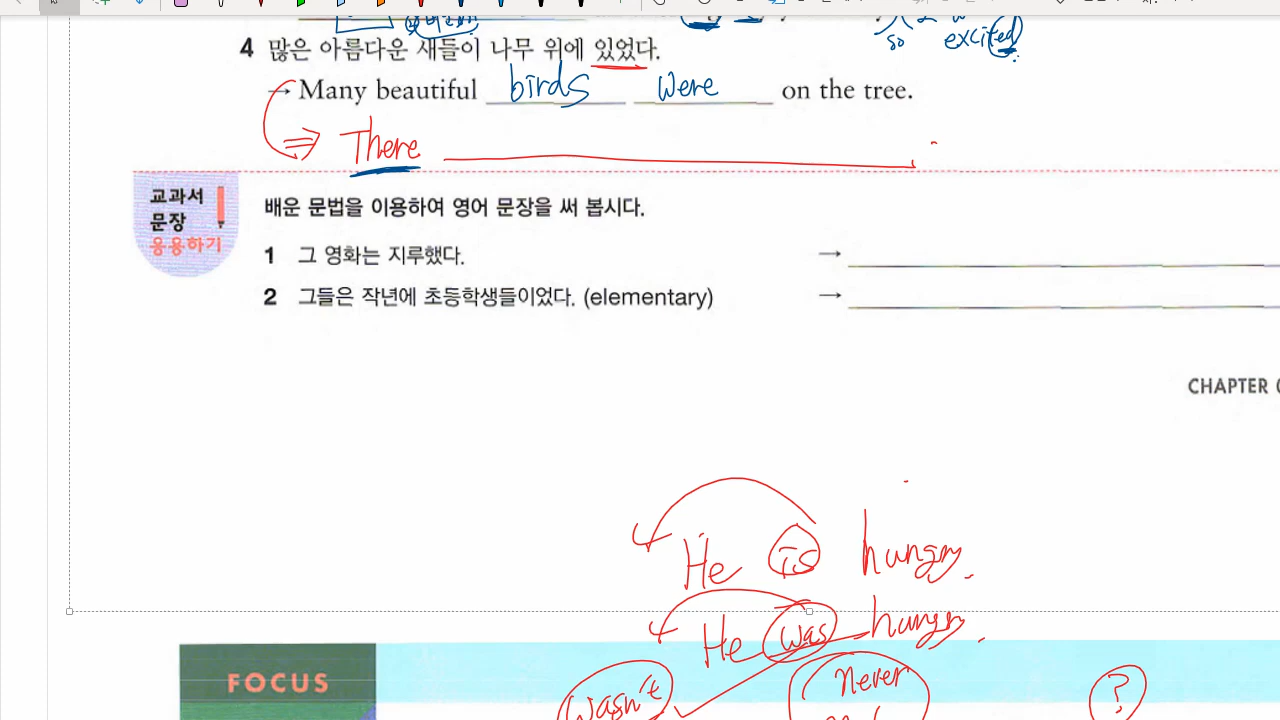 so excited
4 많은 아름다운 새들이 나무 위에 있었다.
→ Many beautiful birds were on the tree.
⇒ There
교과서
문장
응용하기
배운 문법을 이용하여 영어 문장을 써 봅시다.
1 그 영화는 지루했다. →
2 그들은 작년에 초등학생들이었다. (elementary) →
CHAPTER
He is hungry.
He was hungry.
FOCUS
wasn't never ?